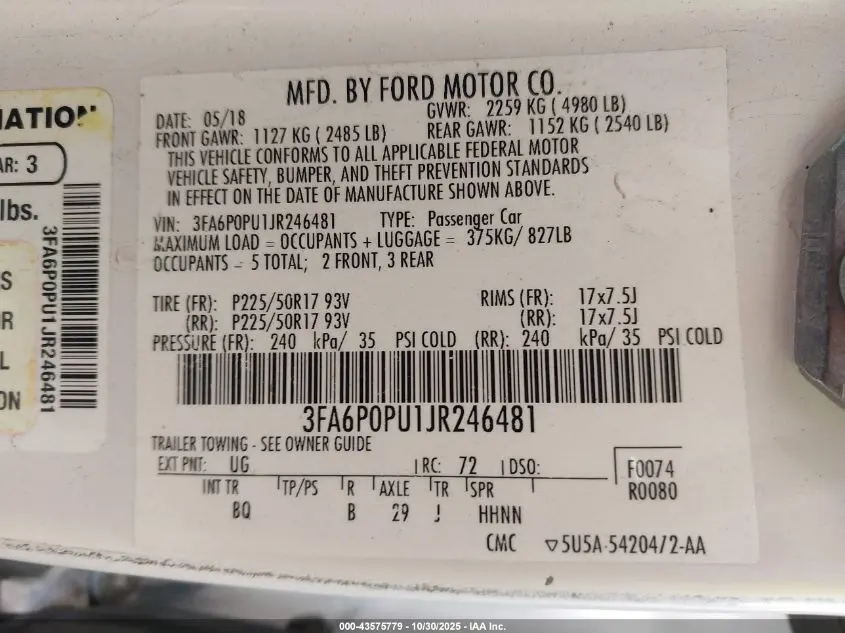 MFD. BY FORD MOTOR CO.
DATE: 05/18 GVWR: 2259 KG ( 4980 LB)
FRONT GAWR: 1127 KG ( 2485 LB) REAR GAWR: 1152 KG ( 2540 LB)
THIS VEHICLE CONFORMS TO ALL APPLICABLE FEDERAL MOTOR
VEHICLE SAFETY, BUMPER, AND THEFT PREVENTION STANDARDS
IN EFFECT ON THE DATE OF MANUFACTURE SHOWN ABOVE.
VIN: 3FA6P0PU1JR246481 TYPE: Passenger Car
MAXIMUM LOAD = OCCUPANTS + LUGGAGE = 375KG/ 827LB
OCCUPANTS = 5 TOTAL; 2 FRONT, 3 REAR
TIRE (FR): P225/50R17 93V RIMS (FR): 17x7.5J
(RR): P225/50R17 93V (RR): 17x7.5J
PRESSURE (FR): 240 kPa/ 35 PSI COLD (RR): 240 kPa/ 35 PSI COLD
3FA6P0PU1JR246481
TRAILER TOWING - SEE OWNER GUIDE
EXT PNT: UG RC: 72 DSO: F0074
R0080
INT TR TP/PS R AXLE TR SPR
BQ B 29 J HHNN
CMC ▽5U5A-54204/2-AA
MATION
AR: 3
lbs.
S
R
L
ON
3FA6P0PU1JR246481
000-43575779 - 10/30/2025 - IAA Inc.